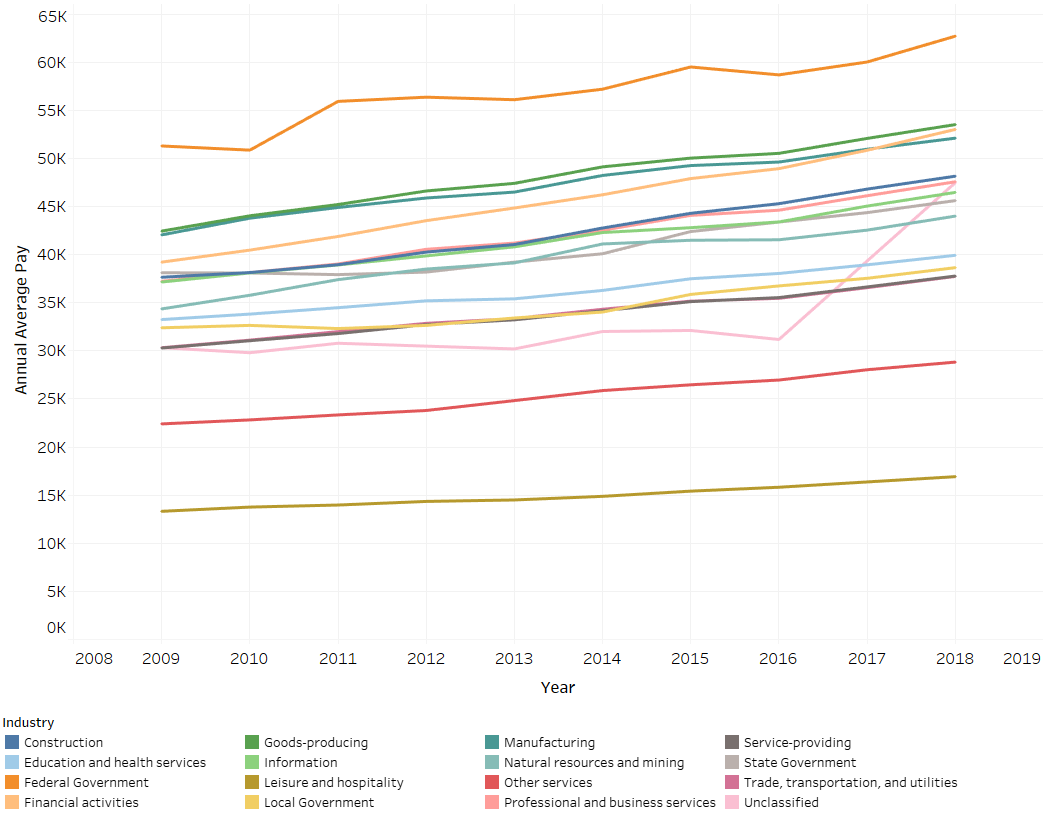 65K
60K
55K
50K
45K
40K
35K
30K
25K
20K
15K
10K
5K
0K
Annual Average Pay
2008 2009 2010 2011 2012 2013 2014 2015 2016 2017 2018 2019
Year
Industry
Construction Goods-producing Manufacturing Service-providing
Education and health services Information Natural resources and mining State Government
Federal Government Leisure and hospitality Other services Trade, transportation, and utilities
Financial activities Local Government Professional and business services Unclassified